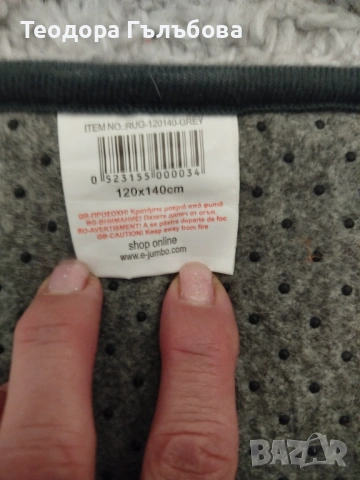 Теодора Гълъбова
ITEM NO.:RUG-120140-GREY
0 523155 000034
120x140cm
GR-ΠΡΟΣΟΧΗ! Κρατήστε μακριά από φωτιά
BG-ВНИМАНИЕ! Пазете далеч от огън.
RO-AVERTISMENT! A se păstra departe de foc
GB-CAUTION! Keep away from fire
shop online
www.e-jumbo.com
BAZAR